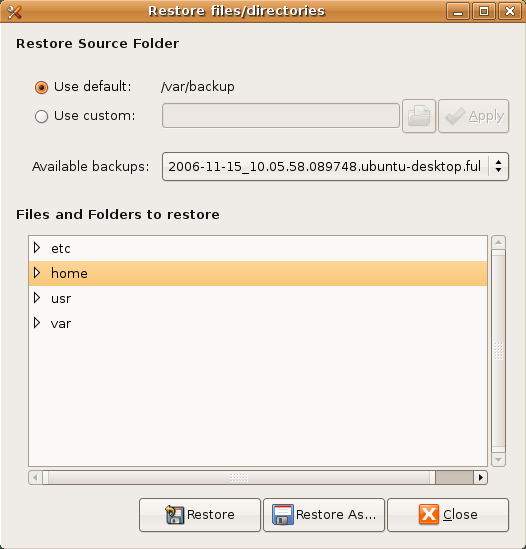 Restore files/directories
Restore Source Folder
Use default: /var/backup
Use custom: Apply
Available backups: 2006-11-15_10.05.58.089748.ubuntu-desktop.ful
Files and Folders to restore
etc
home
usr
var
Restore Restore As... Close